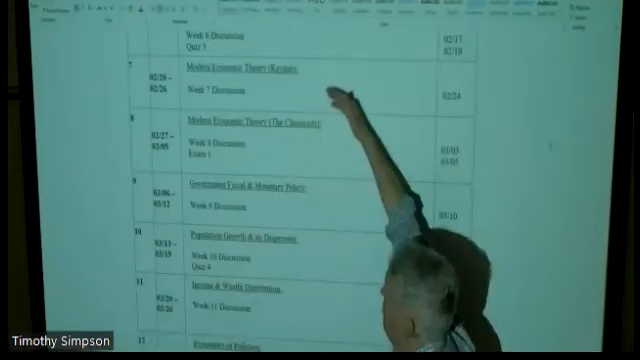 Week 6 Discussion
02/17
Quiz 3
02/19
7
Modern Economic Theory (Keynes):
02/20 –
02/26
Week 7 Discussion
02/24
8
Modern Economic Theory (The Classicists):
02/27 –
03/05
Week 8 Discussion
03/03
Exam 1
03/05
9
Government Fiscal & Monetary Policy:
03/06 –
03/12
Week 9 Discussion
03/10
10
Population Growth & its Dispersion:
03/13 –
03/19
Week 10 Discussion
Quiz 4
11
Income & Wealth Distribution:
03/20 –
03/26
Week 11 Discussion
12
Economics of Pollution:
Timothy Simpson